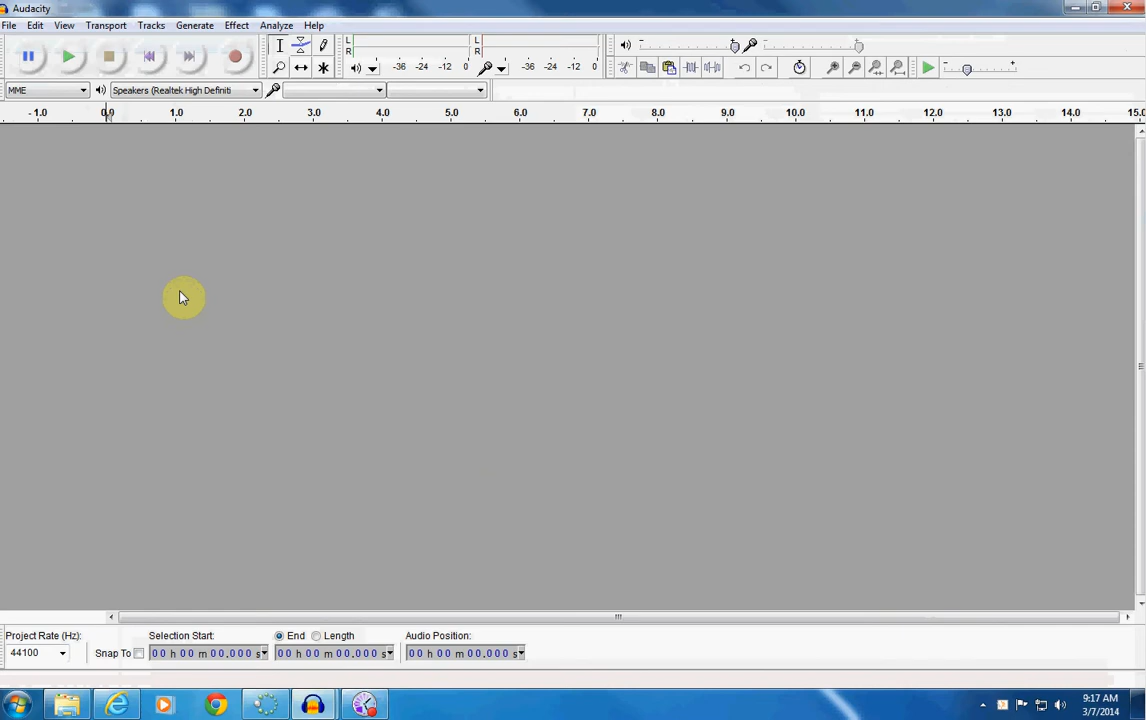 Audacity
File Edit View Transport Tracks Generate Effect Analyze Help
L
R
L
R
-36 -24 -12 0 -36 -24 -12 0
MME Speakers (Realtek High Definiti
- 1.0 0.0 1.0 2.0 3.0 4.0 5.0 6.0 7.0 8.0 9.0 10.0 11.0 12.0 13.0 14.0 15.0
Project Rate (Hz): Selection Start: End Length Audio Position:
44100 Snap To 00 h 00 m 00.000 s 00 h 00 m 00.000 s 00 h 00 m 00.000 s
9:17 AM
3/7/2014